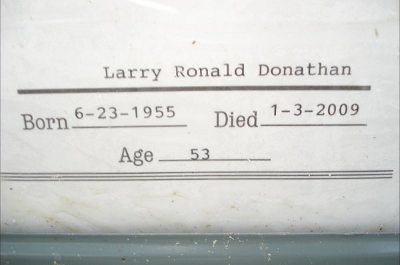 Larry Ronald Donathan
Born 6-23-1955 Died 1-3-2009
Age 53